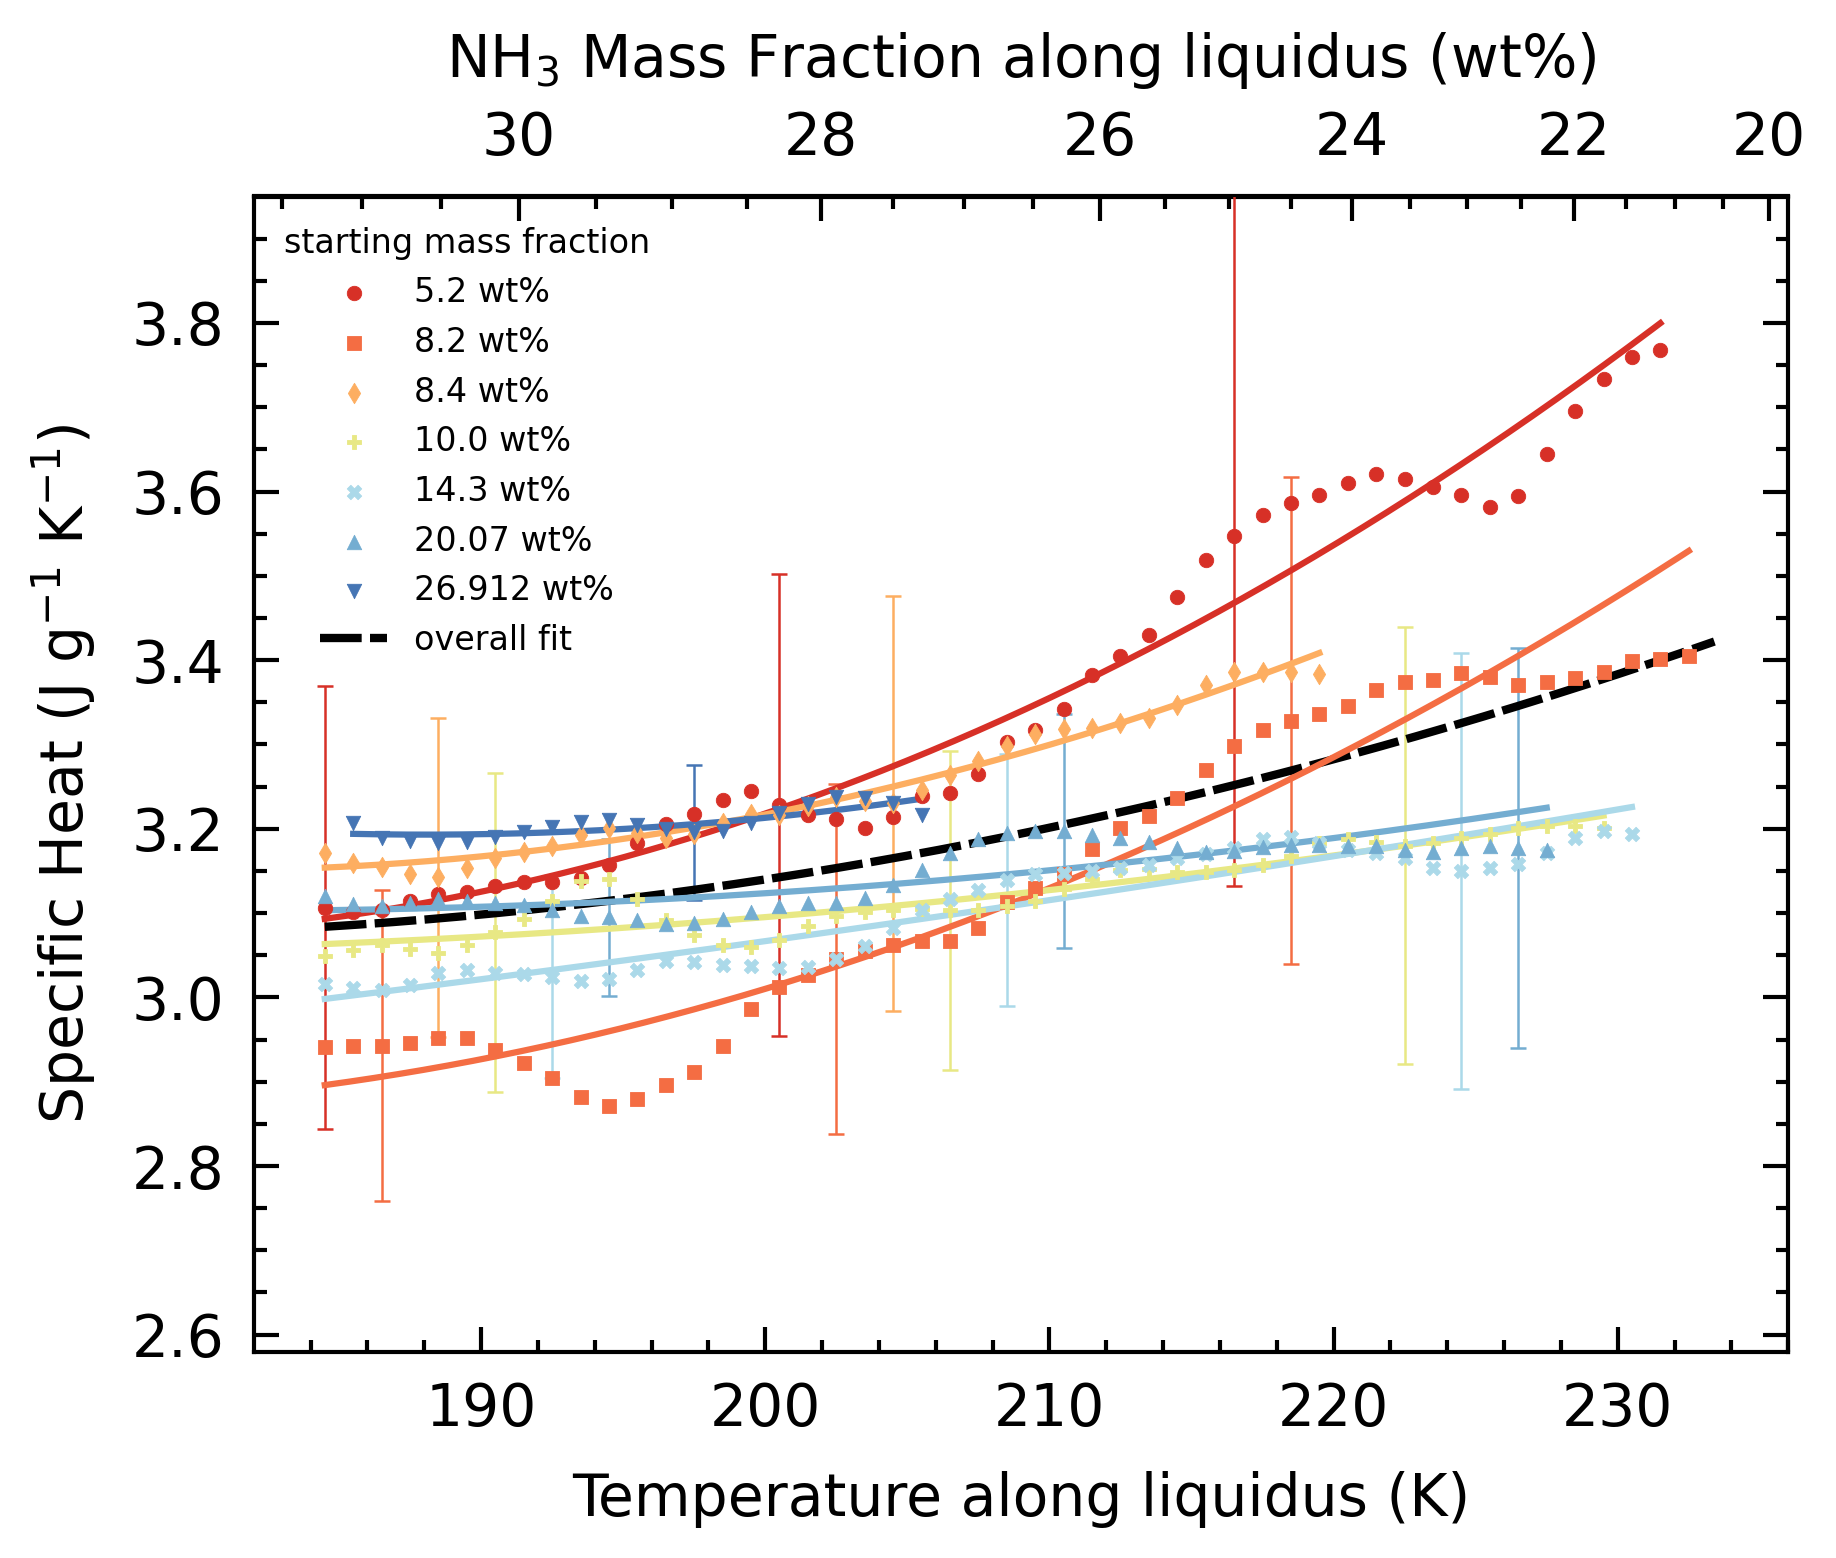 NH₃ Mass Fraction along liquidus (wt%)
30 28 26 24 22 20
starting mass fraction
5.2 wt%
8.2 wt%
8.4 wt%
10.0 wt%
14.3 wt%
20.07 wt%
26.912 wt%
overall fit
Specific Heat (J g⁻¹ K⁻¹)
3.8
3.6
3.4
3.2
3.0
2.8
2.6
190 200 210 220 230
Temperature along liquidus (K)